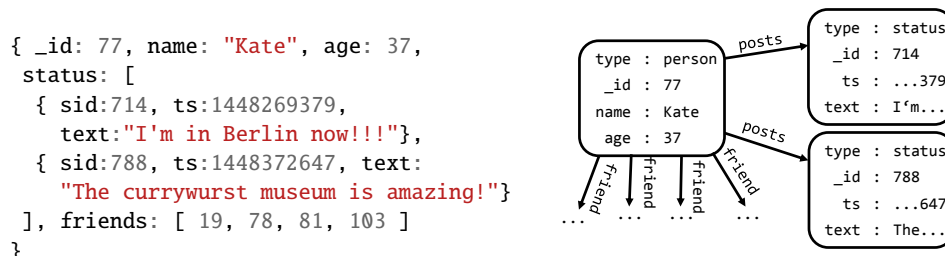 { _id: 77, name: "Kate", age: 37,
status: [
{ sid:714, ts:1448269379,
text:"I'm in Berlin now!!!"},
{ sid:788, ts:1448372647, text:
"The currywurst museum is amazing!"}
], friends: [ 19, 78, 81, 103 ]
}
type : person
_id : 77
name : Kate
age : 37
posts
posts
friend
friend
friend
friend
...
...
...
...
type : status
_id : 714
ts : ...379
text : I‘m...
type : status
_id : 788
ts : ...647
text : The...